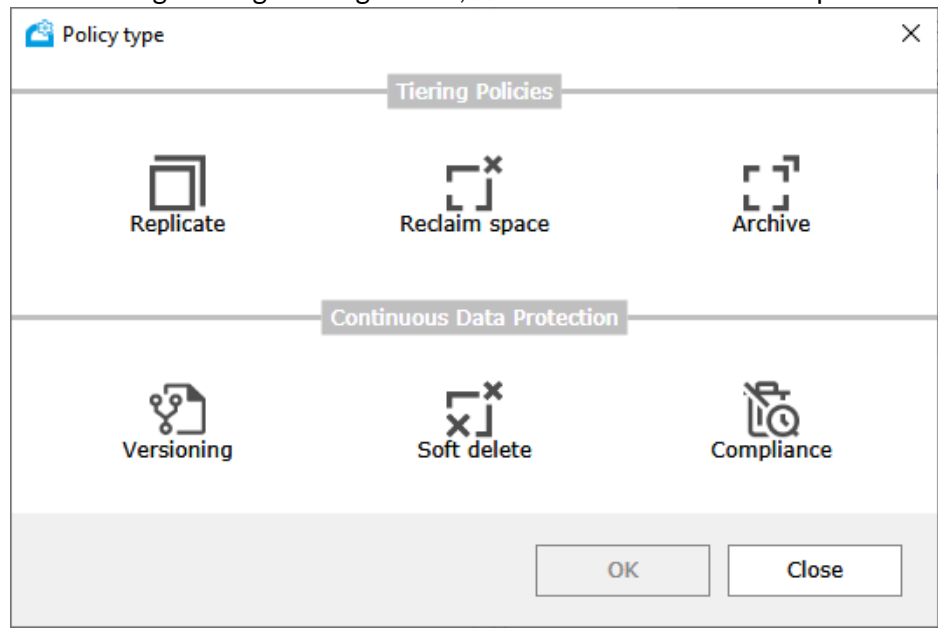 Policy type
Tiering Policies
Replicate
Reclaim space
Archive
Continuous Data Protection
Versioning
Soft delete
Compliance
OK
Close